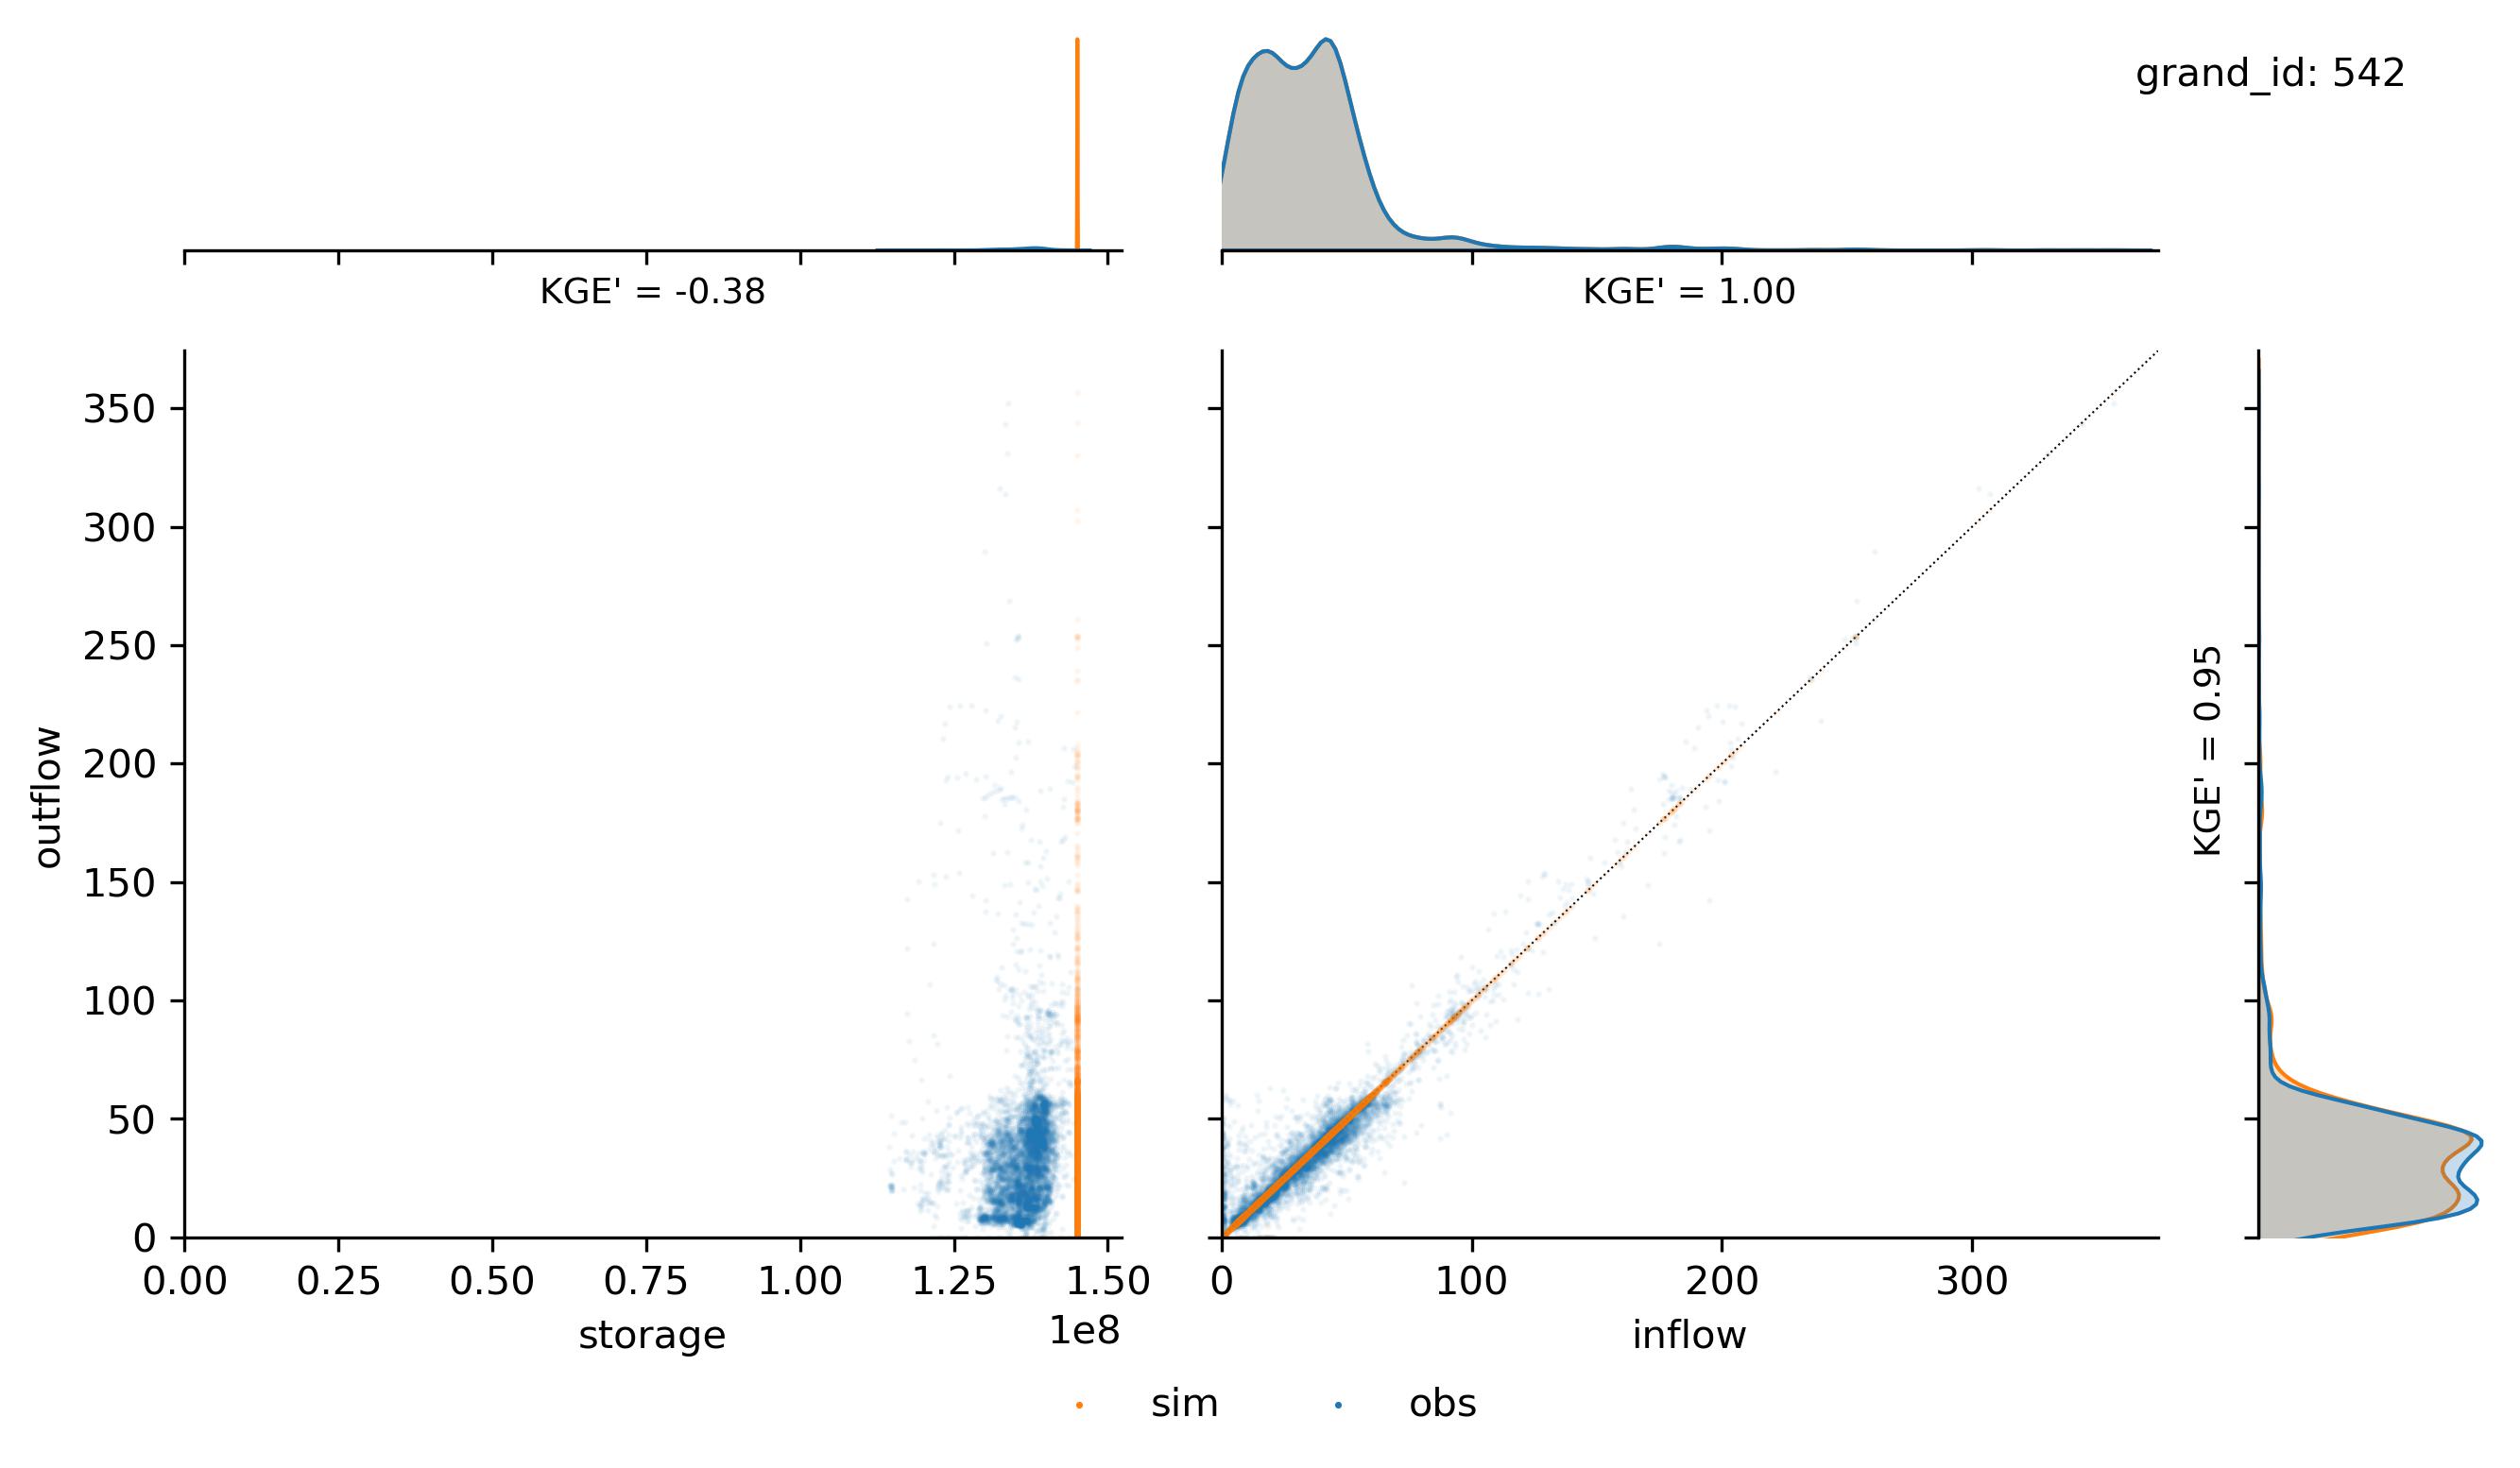 grand_id: 542
KGE' = -0.38
KGE' = 1.00
350
300
250
200
150
100
50
0
outflow
KGE' = 0.95
0.00 0.25 0.50 0.75 1.00 1.25 1.50
0 100 200 300
storage
1e8
inflow
sim obs